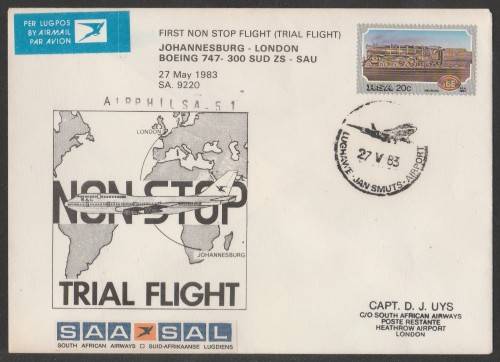 PER LUGPOS
BY AIRMAIL
PAR AVION
FIRST NON STOP FLIGHT (TRIAL FLIGHT)
JOHANNESBURG - LONDON
BOEING 747- 300 SUD ZS - SAU
27 May 1983
SA. 9220
AIRPHILSA-51
RSA 20c
6E
LUGHAWE · JAN SMUTS · AIRPORT
27 V 83
LONDON
NON STOP
JOHANNESBURG
TRIAL FLIGHT
SAA SAL
SOUTH AFRICAN AIRWAYS SUID-AFRIKAANSE LUGDIENS
CAPT. D. J. UYS
C/O SOUTH AFRICAN AIRWAYS
POSTE RESTANTE
HEATHROW AIRPORT
LONDON